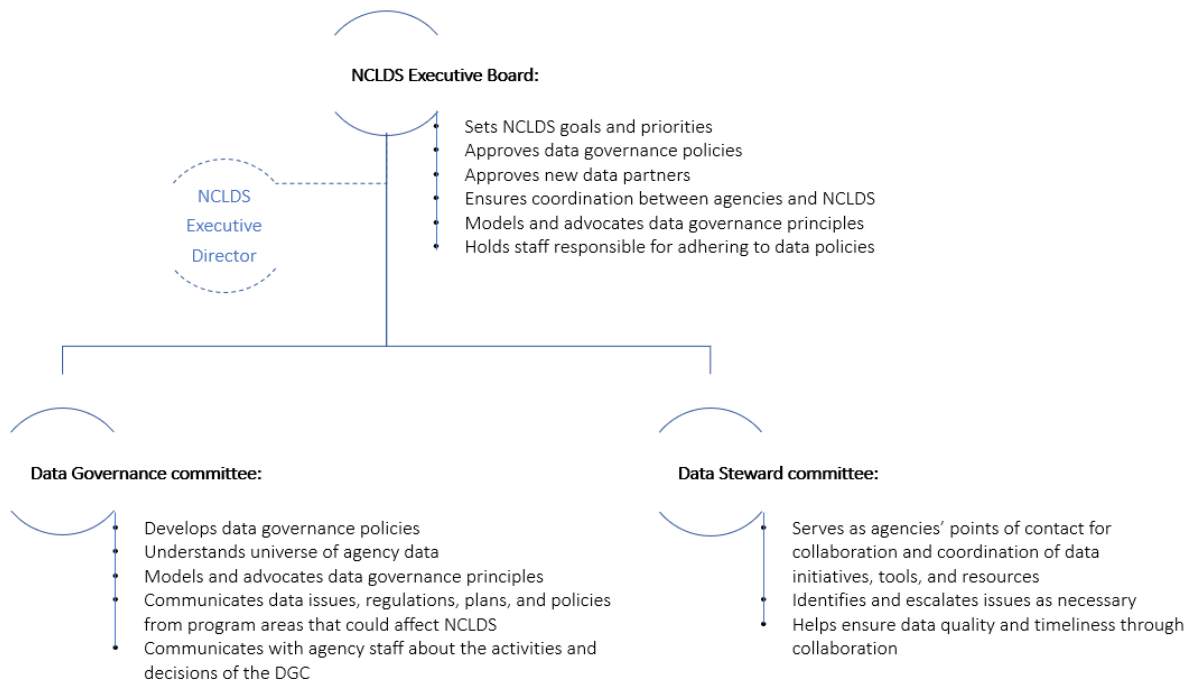 NCLDS Executive Board:
• Sets NCLDS goals and priorities
• Approves data governance policies
• Approves new data partners
• Ensures coordination between agencies and NCLDS
• Models and advocates data governance principles
• Holds staff responsible for adhering to data policies
NCLDS
Executive
Director
Data Governance committee:
• Develops data governance policies
• Understands universe of agency data
• Models and advocates data governance principles
• Communicates data issues, regulations, plans, and policies
from program areas that could affect NCLDS
• Communicates with agency staff about the activities and
decisions of the DGC
Data Steward committee:
• Serves as agencies’ points of contact for
collaboration and coordination of data
initiatives, tools, and resources
• Identifies and escalates issues as necessary
• Helps ensure data quality and timeliness through
collaboration